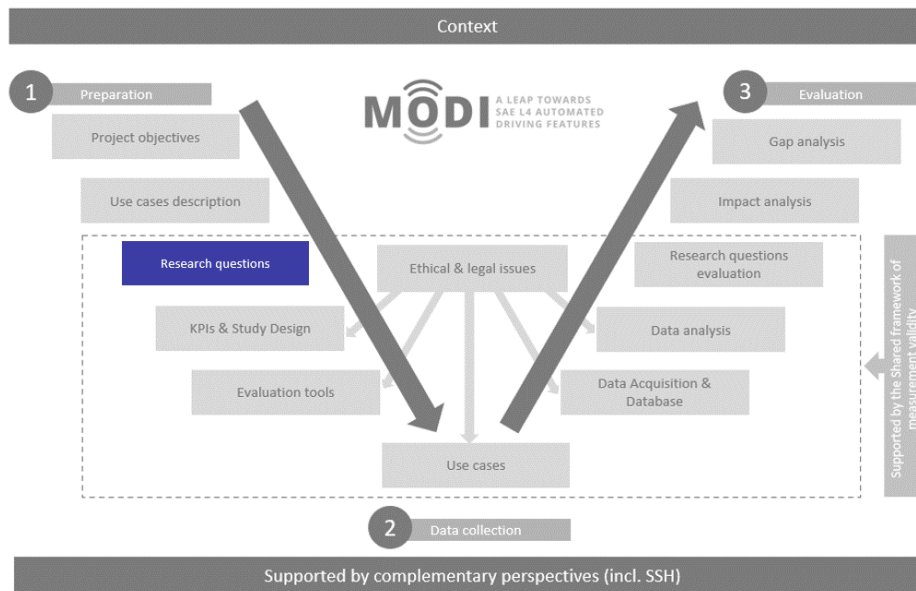 Context
1
Preparation
MODI
A LEAP TOWARDS
SAE L4 AUTOMATED
DRIVING FEATURES
3
Evaluation
Project objectives
Gap analysis
Use cases description
Impact analysis
Research questions
Ethical & legal issues
Research questions
evaluation
KPIs & Study Design
Data analysis
Evaluation tools
Data Acquisition &
Database
Use cases
Supported by the Shared framework of
measurement validity
2
Data collection
Supported by complementary perspectives (incl. SSH)